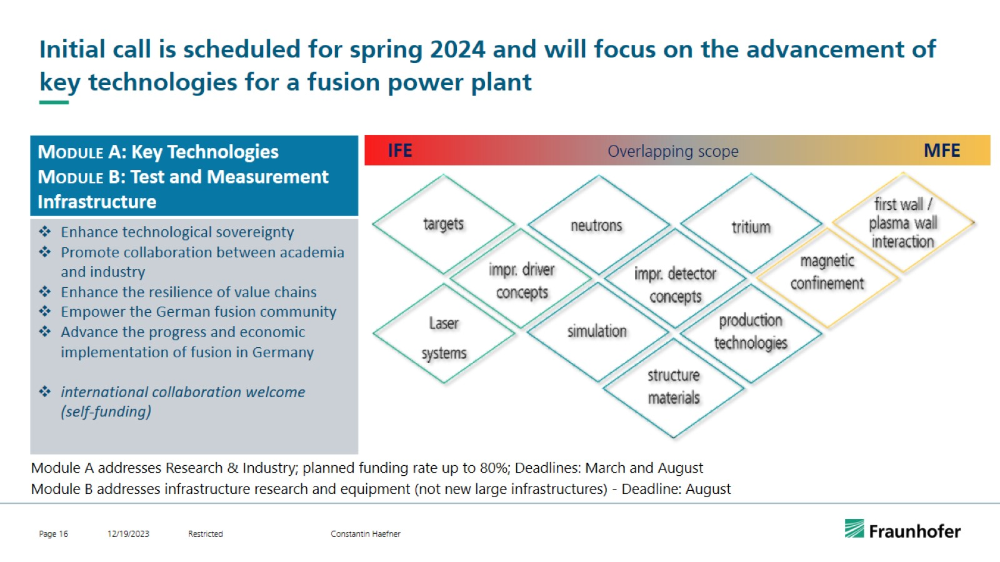 Initial call is scheduled for spring 2024 and will focus on the advancement of
key technologies for a fusion power plant
MODULE A: Key Technologies
MODULE B: Test and Measurement
Infrastructure
❖ Enhance technological sovereignty
❖ Promote collaboration between academia
and industry
❖ Enhance the resilience of value chains
❖ Empower the German fusion community
❖ Advance the progress and economic
implementation of fusion in Germany
❖ international collaboration welcome
(self-funding)
IFE
Overlapping scope
MFE
targets
neutrons
tritium
first wall /
plasma wall
interaction
impr. driver
concepts
impr. detector
concepts
magnetic
confinement
Laser
systems
simulation
production
technologies
structure
materials
Module A addresses Research & Industry; planned funding rate up to 80%; Deadlines: March and August
Module B addresses infrastructure research and equipment (not new large infrastructures) - Deadline: August
Page 16
12/19/2023
Restricted
Constantin Haefner
Fraunhofer